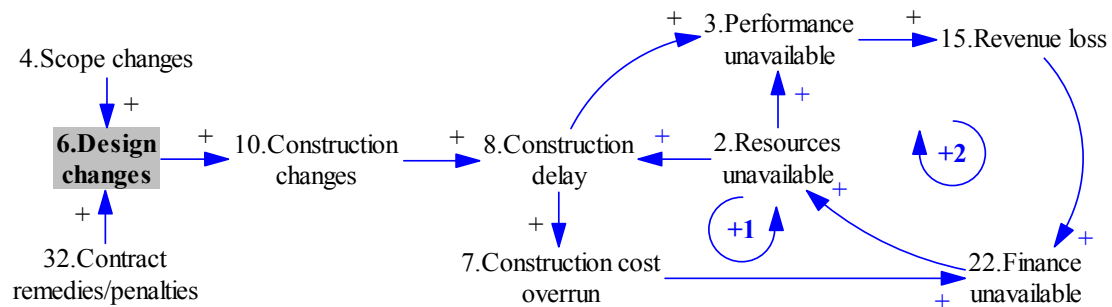 4.Scope changes
+
6.Design
changes
+
32.Contract
remedies/penalties
+
10.Construction
changes
+
8.Construction
delay
+
7.Construction cost
overrun
+
3.Performance
unavailable
+
15.Revenue loss
+
2.Resources
unavailable
+
+
+
+1
+2
+
22.Finance
unavailable
+